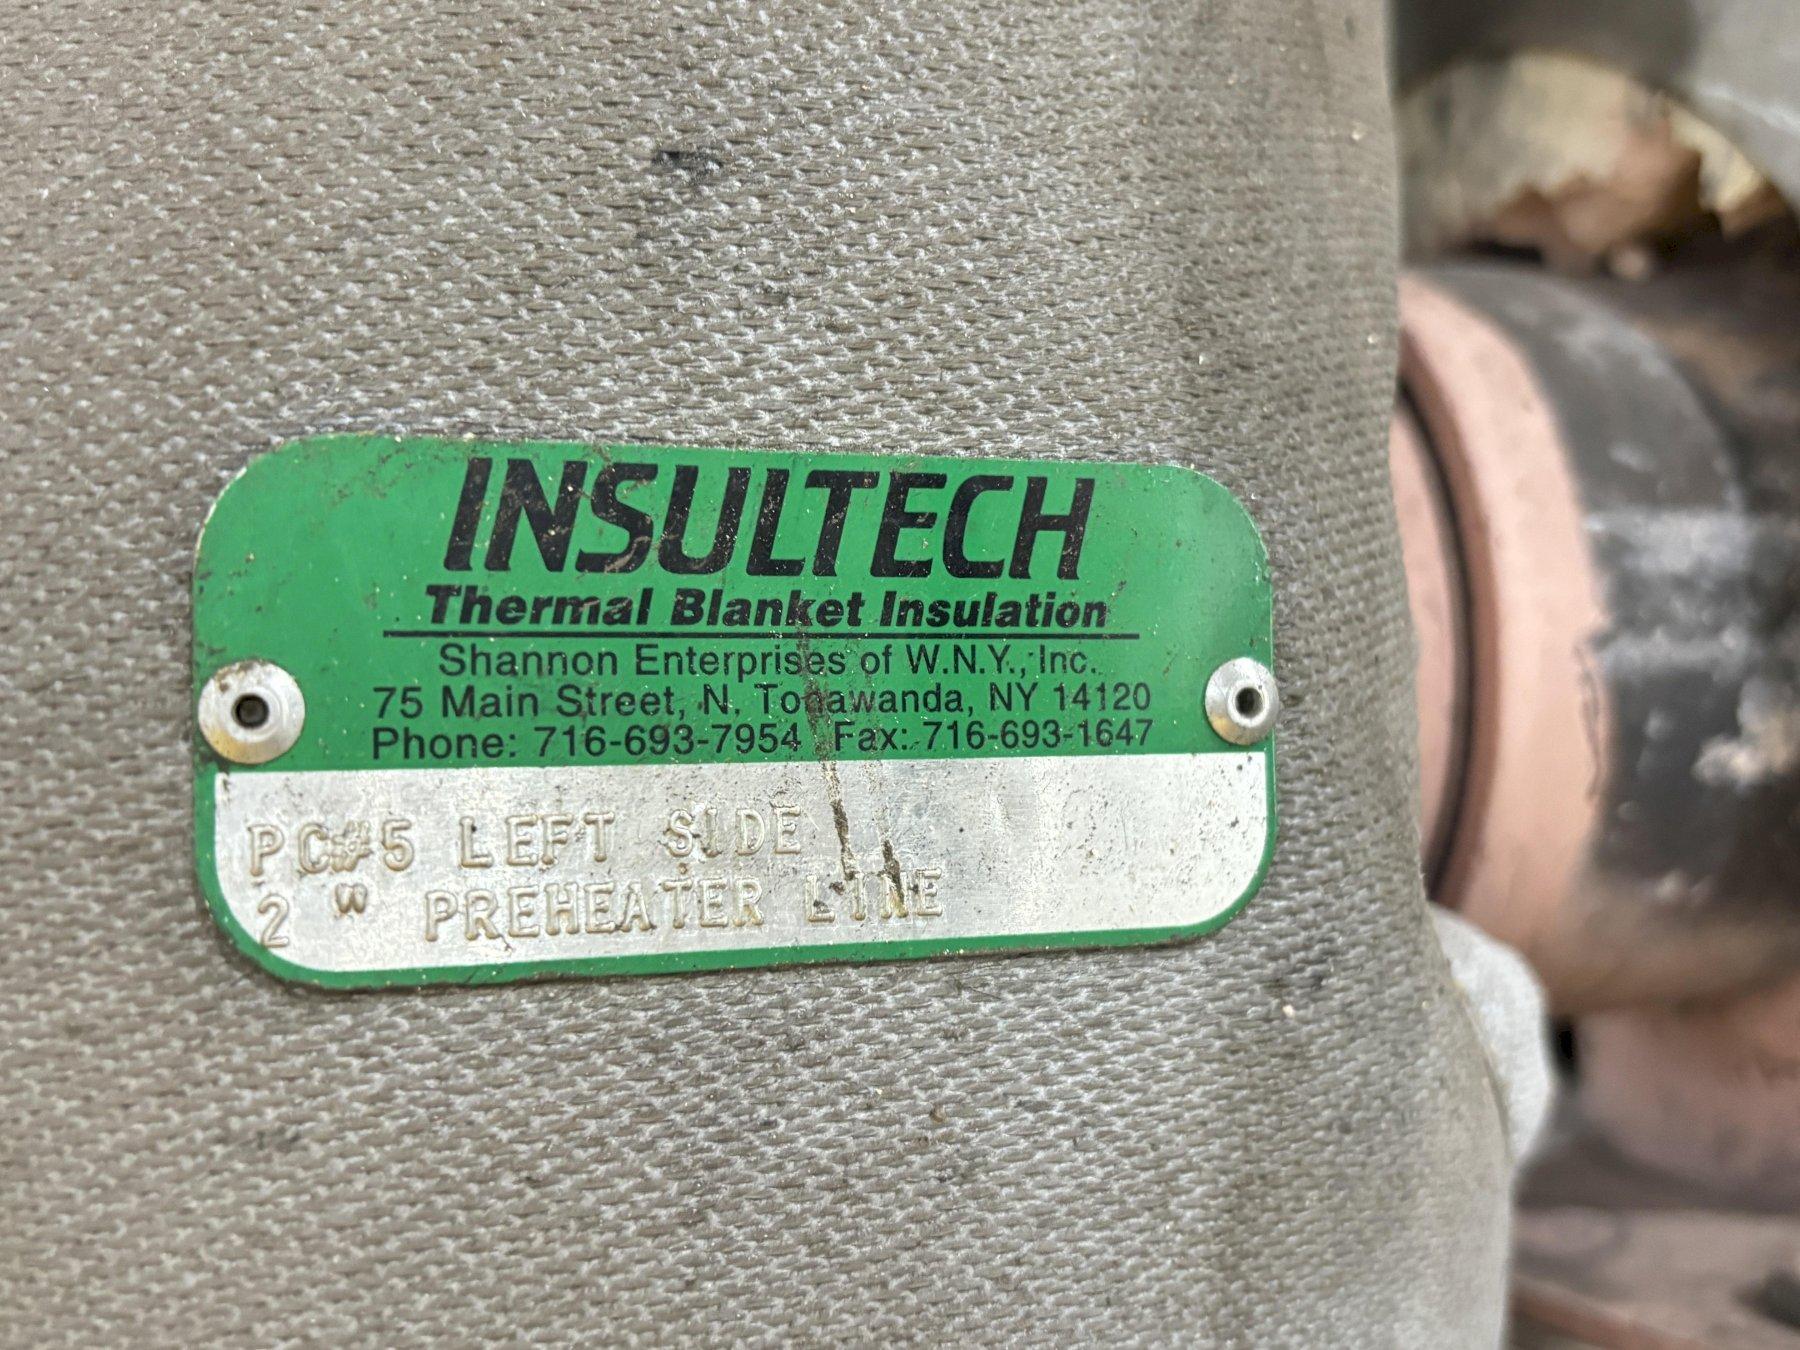 INSULTECH
Thermal Blanket Insulation
Shannon Enterprises of W.N.Y., Inc.
75 Main Street, N. Tonawanda, NY 14120
Phone: 716-693-7954 Fax: 716-693-1647
PC#5 LEFT SIDE
2 " PREHEATER LINE